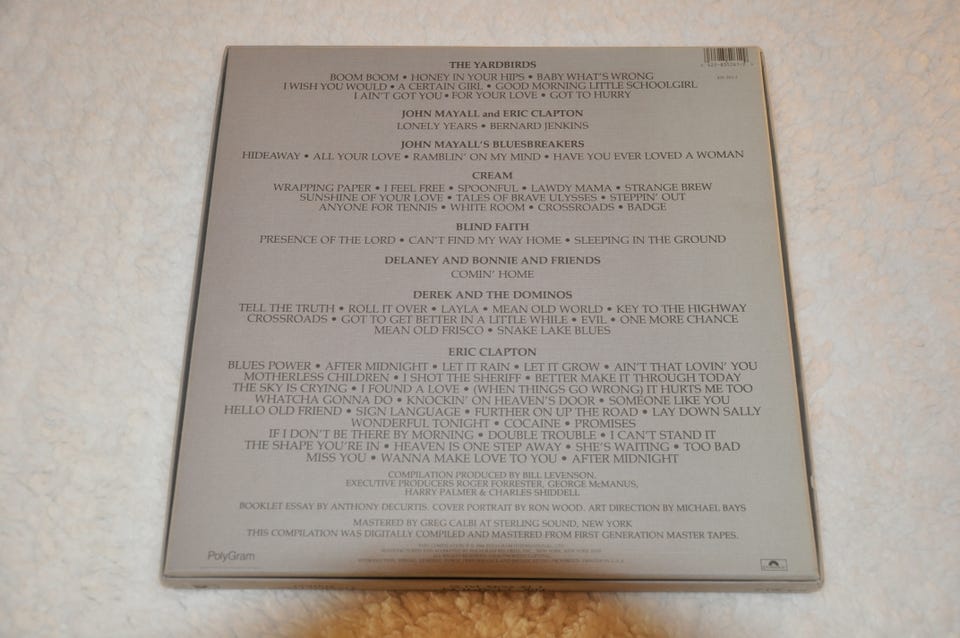 THE YARDBIRDS
BOOM BOOM • HONEY IN YOUR HIPS • BABY WHAT'S WRONG
I WISH YOU WOULD • A CERTAIN GIRL • GOOD MORNING LITTLE SCHOOLGIRL
I AIN'T GOT YOU • FOR YOUR LOVE • GOT TO HURRY
JOHN MAYALL and ERIC CLAPTON
LONELY YEARS • BERNARD JENKINS
JOHN MAYALL'S BLUESBREAKERS
HIDEAWAY • ALL YOUR LOVE • RAMBLIN' ON MY MIND • HAVE YOU EVER LOVED A WOMAN
CREAM
WRAPPING PAPER • I FEEL FREE • SPOONFUL • LAWDY MAMA • STRANGE BREW
SUNSHINE OF YOUR LOVE • TALES OF BRAVE ULYSSES • STEPPIN' OUT
ANYONE FOR TENNIS • WHITE ROOM • CROSSROADS • BADGE
BLIND FAITH
PRESENCE OF THE LORD • CAN'T FIND MY WAY HOME • SLEEPING IN THE GROUND
DELANEY AND BONNIE AND FRIENDS
COMIN' HOME
DEREK AND THE DOMINOS
TELL THE TRUTH • ROLL IT OVER • LAYLA • MEAN OLD WORLD • KEY TO THE HIGHWAY
CROSSROADS • GOT TO GET BETTER IN A LITTLE WHILE • EVIL • ONE MORE CHANCE
MEAN OLD FRISCO • SNAKE LAKE BLUES
ERIC CLAPTON
BLUES POWER • AFTER MIDNIGHT • LET IT RAIN • LET IT GROW • AIN'T THAT LOVIN' YOU
MOTHERLESS CHILDREN • I SHOT THE SHERIFF • BETTER MAKE IT THROUGH TODAY
THE SKY IS CRYING • I FOUND A LOVE • (WHEN THINGS GO WRONG) IT HURTS ME TOO
WHATCHA GONNA DO • KNOCKIN' ON HEAVEN'S DOOR • SOMEONE LIKE YOU
HELLO OLD FRIEND • SIGN LANGUAGE • FURTHER ON UP THE ROAD • LAY DOWN SALLY
WONDERFUL TONIGHT • COCAINE • PROMISES
IF I DON'T BE THERE BY MORNING • DOUBLE TROUBLE • I CAN'T STAND IT
THE SHAPE YOU'RE IN • HEAVEN IS ONE STEP AWAY • SHE'S WAITING • TOO BAD
MISS YOU • WANNA MAKE LOVE TO YOU • AFTER MIDNIGHT
COMPILATION PRODUCED BY BILL LEVENSON.
EXECUTIVE PRODUCERS ROGER FORRESTER, GEORGE McMANUS,
HARRY PALMER & CHARLES SHIDDELL
BOOKLET ESSAY BY ANTHONY DECURTIS. COVER PORTRAIT BY RON WOOD. ART DIRECTION BY MICHAEL BAYS
MASTERED BY GREG CALBI AT STERLING SOUND, NEW YORK
THIS COMPILATION WAS DIGITALLY COMPILED AND MASTERED FROM FIRST GENERATION MASTER TAPES.
PolyGram